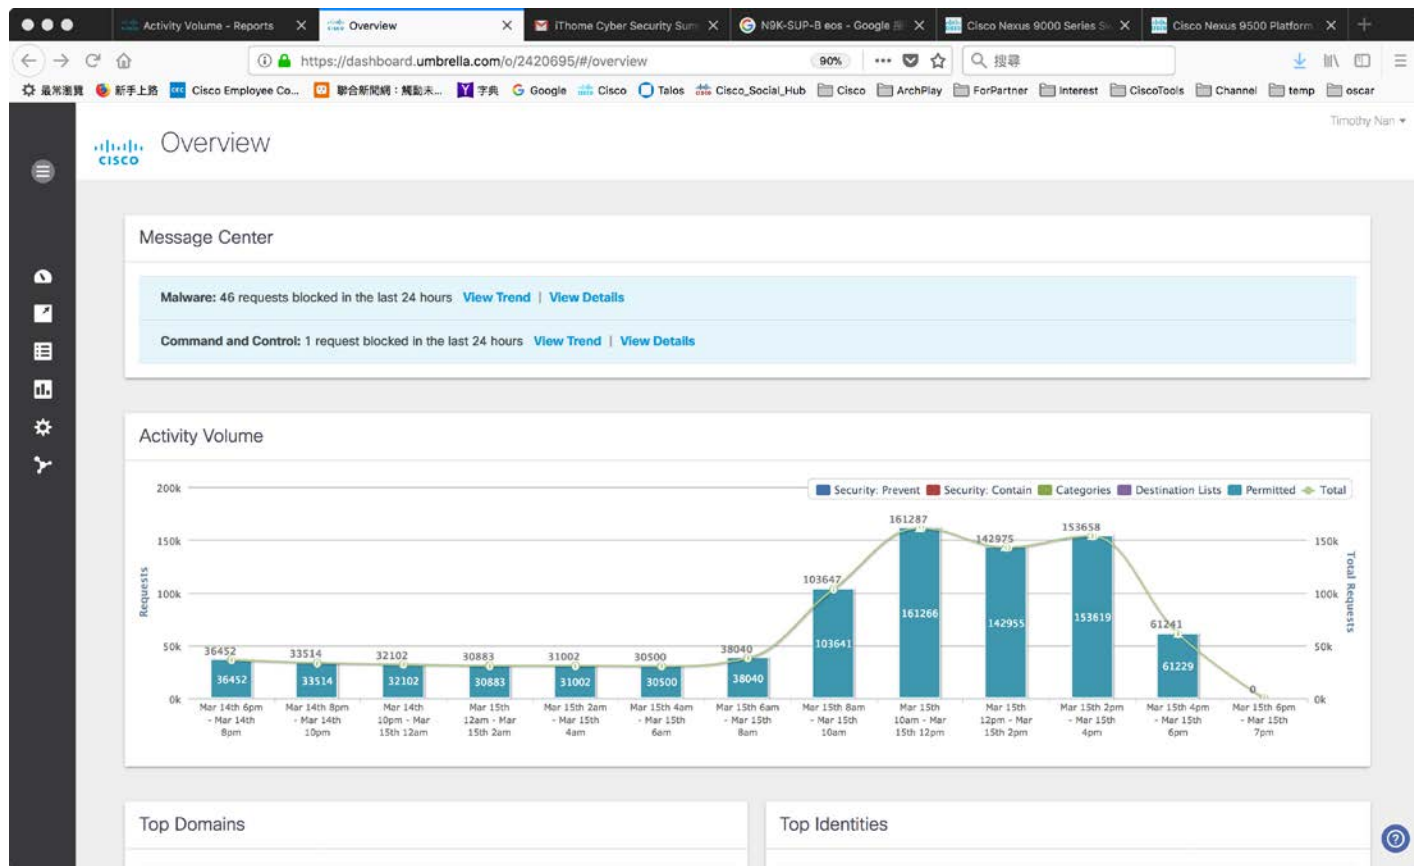 Activity Volume - Reports
Overview
iThome Cyber Security Sum
N9K-SUP-B eos - Google
Cisco Nexus 9000 Series S
Cisco Nexus 9500 Platform
https://dashboard.umbrella.com/o/2420695/#/overview
90%
搜尋
最常瀏覽
新手上路
Cisco Employee Co...
聯合新聞網：觸動未...
字典
Google
Cisco
Talos
Cisco_Social_Hub
Cisco
ArchPlay
ForPartner
Interest
CiscoTools
Channel
temp
oscar
Timothy Nan
CISCO
Overview
Message Center
Malware: 46 requests blocked in the last 24 hours View Trend | View Details
Command and Control: 1 request blocked in the last 24 hours View Trend | View Details
Activity Volume
Security: Prevent Security: Contain Categories Destination Lists Permitted Total
200k
150k
100k
50k
0k
Requests
36452
33514
32102
30883
31002
30500
38040
103647
161287
142975
153658
61241
0
36452
33514
32102
30883
31002
30500
38040
103641
161266
142955
153619
61229
150k
100k
50k
0k
Total Requests
Mar 14th 6pm
- Mar 14th
8pm
Mar 14th 8pm
- Mar 14th
10pm
Mar 14th
10pm - Mar
15th 12am
Mar 15th
12am - Mar
15th 2am
Mar 15th 2am
- Mar 15th
4am
Mar 15th 4am
- Mar 15th
6am
Mar 15th 6am
- Mar 15th
8am
Mar 15th 8am
- Mar 15th
10am
Mar 15th
10am - Mar
15th 12pm
Mar 15th
12pm - Mar
15th 2pm
Mar 15th 2pm
- Mar 15th
4pm
Mar 15th 4pm
- Mar 15th
6pm
Mar 15th 6pm
- Mar 15th
7pm
Top Domains
Top Identities